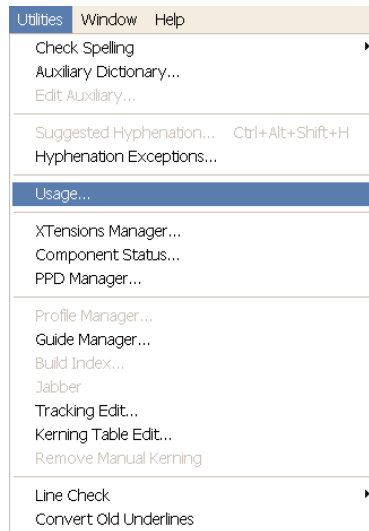 Utilities Window Help
Check Spelling
Auxiliary Dictionary...
Edit Auxiliary...
Suggested Hyphenation... Ctrl+Alt+Shift+H
Hyphenation Exceptions...
Usage...
XTensions Manager...
Component Status...
PPD Manager...
Profile Manager...
Guide Manager...
Build Index...
Jabber
Tracking Edit...
Kerning Table Edit...
Remove Manual Kerning
Line Check
Convert Old Underlines